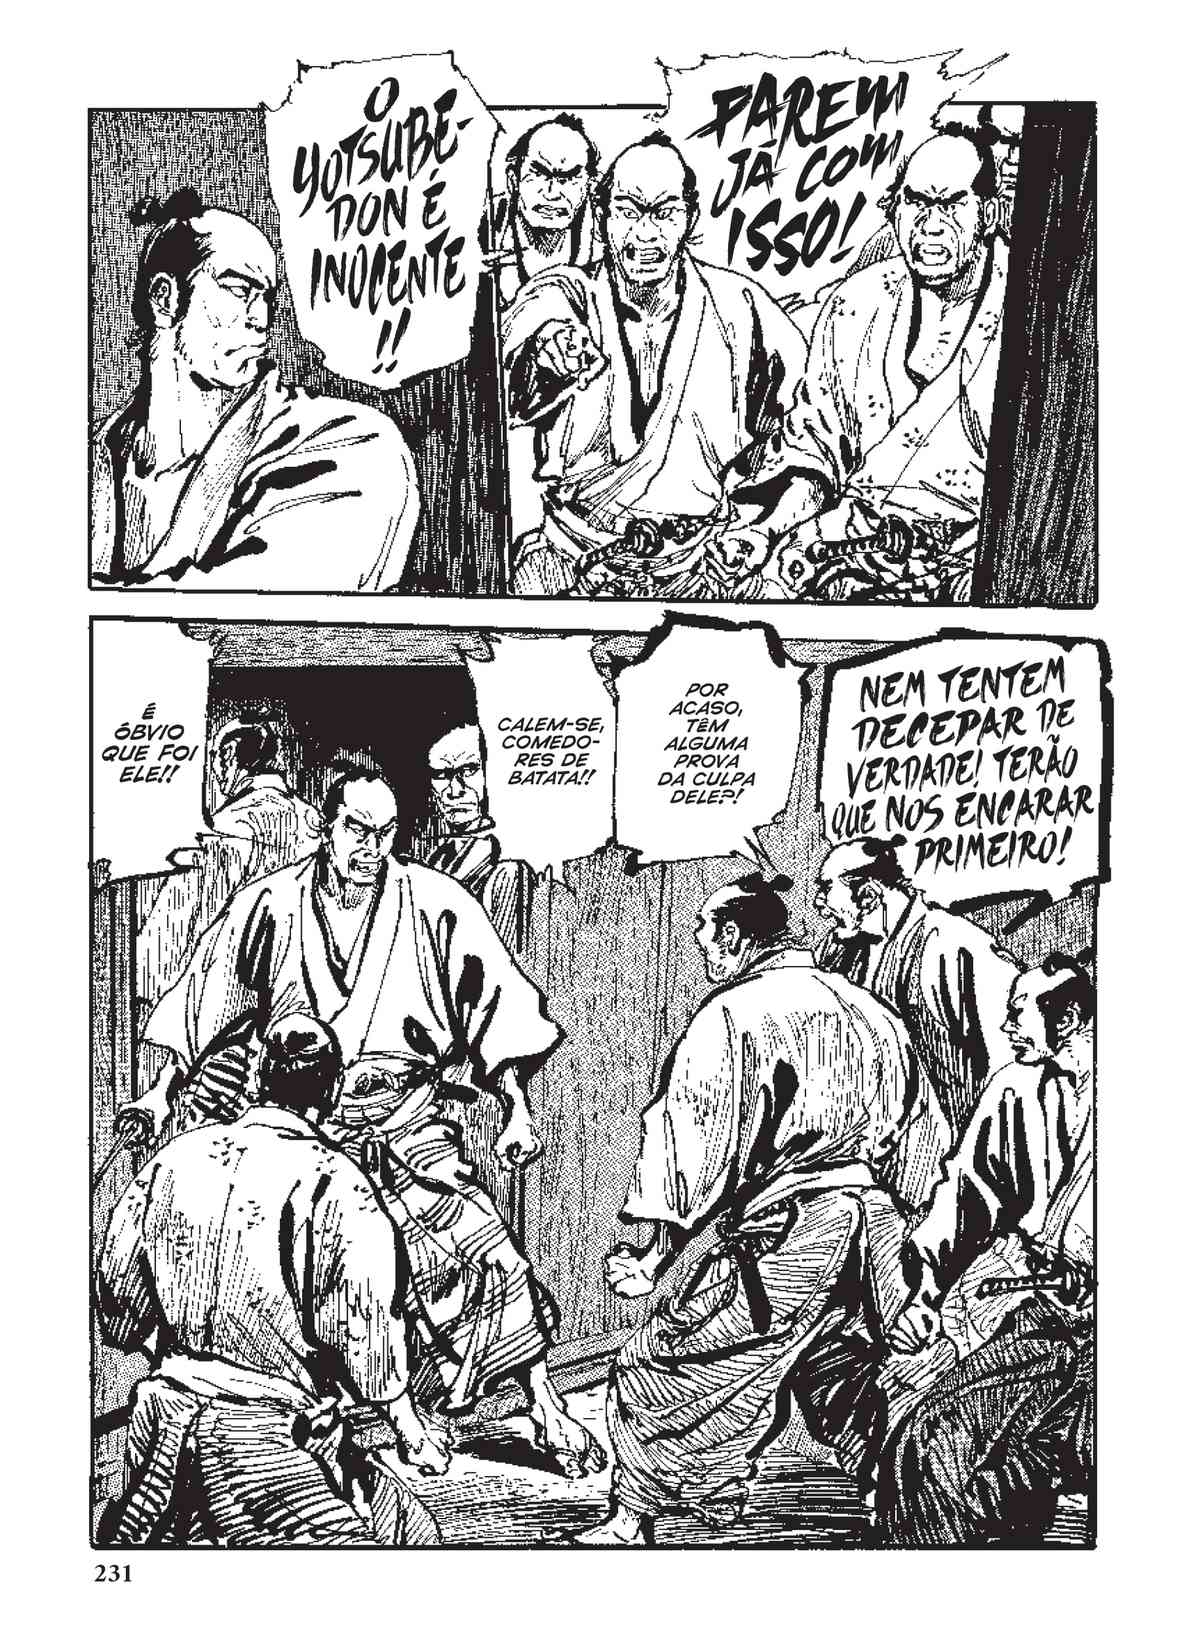 PAREM
JÁ COM
ISSO!
O
YOTSUBE-
DON É
INOCENTE
!!
NEM TENTEM
DECEPAR DE
VERDADE! TERÃO
QUE NOS ENCARAR
PRIMEIRO!
POR
ACASO,
TÊM
ALGUMA
PROVA
DA CULPA
DELE?!
CALEM-SE,
COMEDO-
RES DE
BATATA!!
É
ÓBVIO
QUE FOI
ELE!!
231